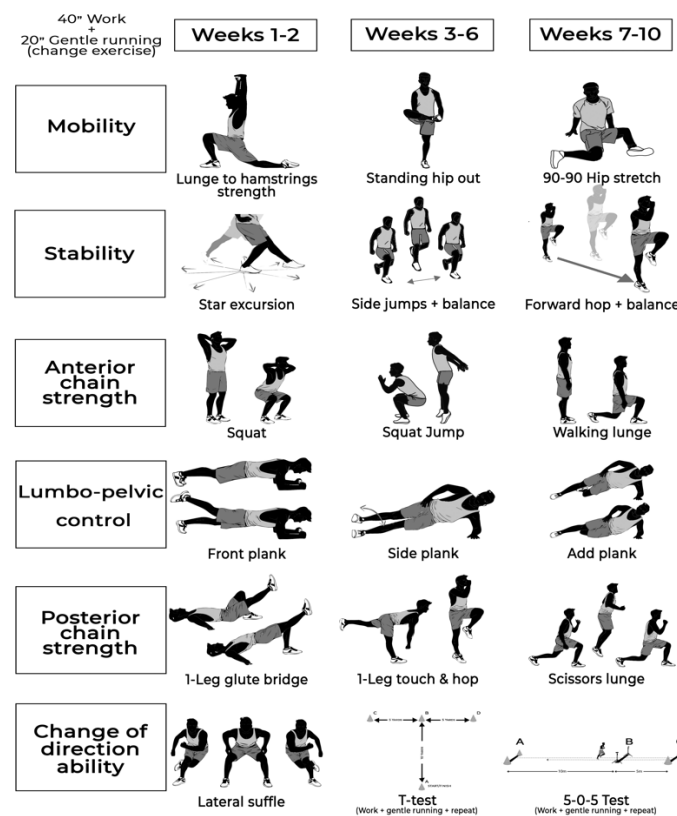 40” Work
+
20” Gentle running
(change exercise)
Weeks 1-2
Weeks 3-6
Weeks 7-10
Mobility
Lunge to hamstrings
strength
Standing hip out
90-90 Hip stretch
Stability
Star excursion
Side jumps + balance
Forward hop + balance
Anterior
chain
strength
Squat
Squat Jump
Walking lunge
Lumbo-pelvic
control
Front plank
Side plank
Add plank
Posterior
chain
strength
1-Leg glute bridge
1-Leg touch & hop
Scissors lunge
Change of
direction
ability
Lateral suffle
C
B
D
A
T-test
(Work + gentle running + repeat)
A
B
5-0-5 Test
(Work + gentle running + repeat)